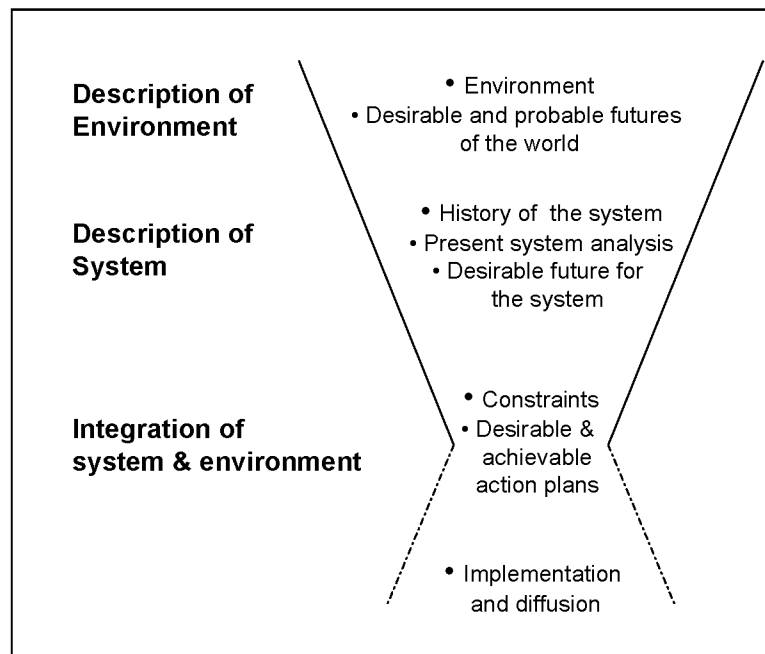 Description of
Environment
• Environment
• Desirable and probable futures
of the world
Description of
System
• History of the system
• Present system analysis
• Desirable future for
the system
Integration of
system & environment
• Constraints
• Desirable &
achievable
action plans
• Implementation
and diffusion